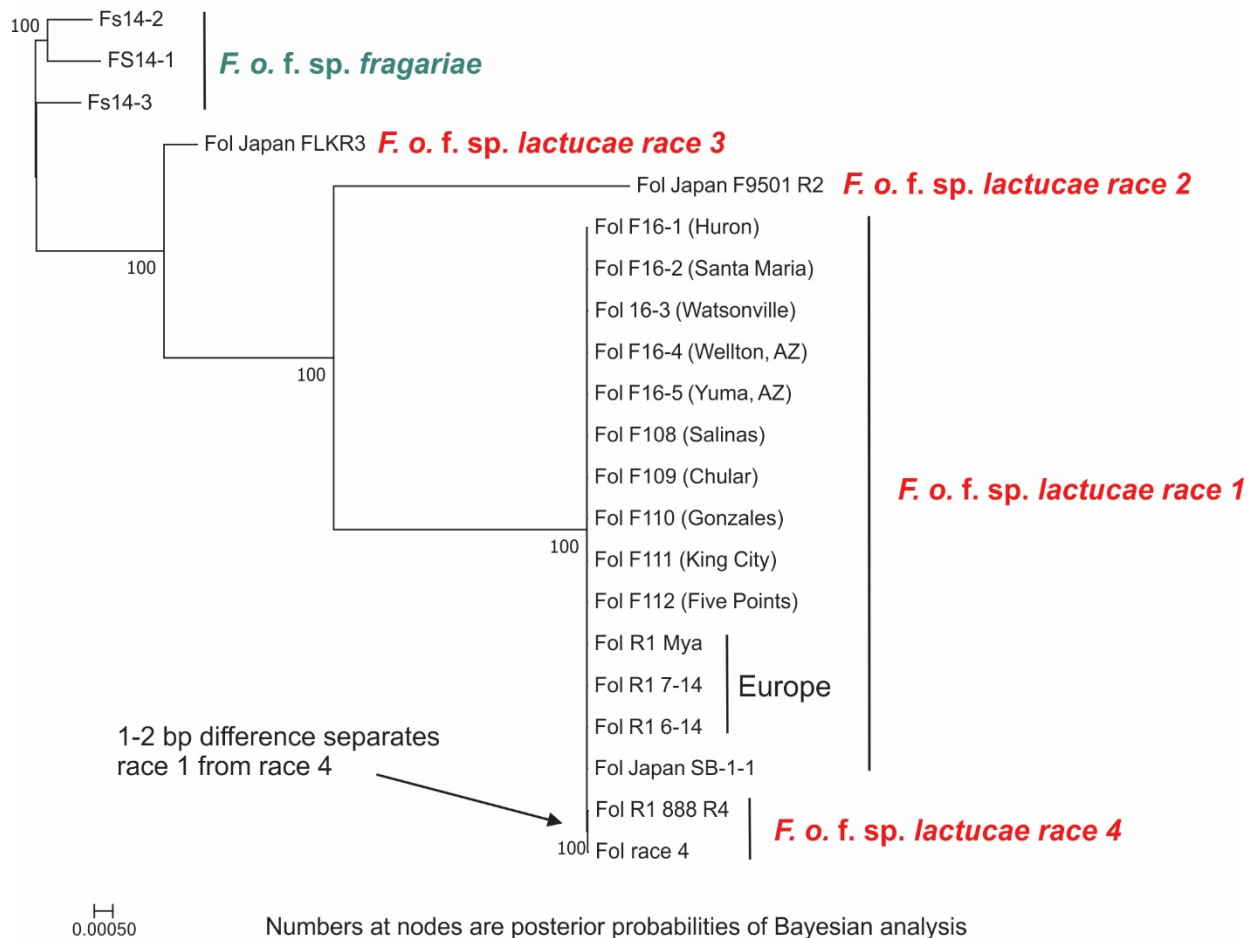 100
Fs14-2
FS14-1
F. o. f. sp. fragariae
Fs14-3
Fol Japan FLKR3 F. o. f. sp. lactucae race 3
Fol Japan F9501 R2 F. o. f. sp. lactucae race 2
Fol F16-1 (Huron)
100
Fol F16-2 (Santa Maria)
Fol 16-3 (Watsonville)
Fol F16-4 (Wellton, AZ)
100
Fol F16-5 (Yuma, AZ)
Fol F108 (Salinas)
Fol F109 (Chular)
F. o. f. sp. lactucae race 1
Fol F110 (Gonzales)
100
Fol F111 (King City)
Fol F112 (Five Points)
Fol R1 Mya
Fol R1 7-14
Europe
Fol R1 6-14
1-2 bp difference separates
race 1 from race 4
Fol Japan SB-1-1
Fol R1 888 R4
F. o. f. sp. lactucae race 4
100
Fol race 4
0.00050
Numbers at nodes are posterior probabilities of Bayesian analysis